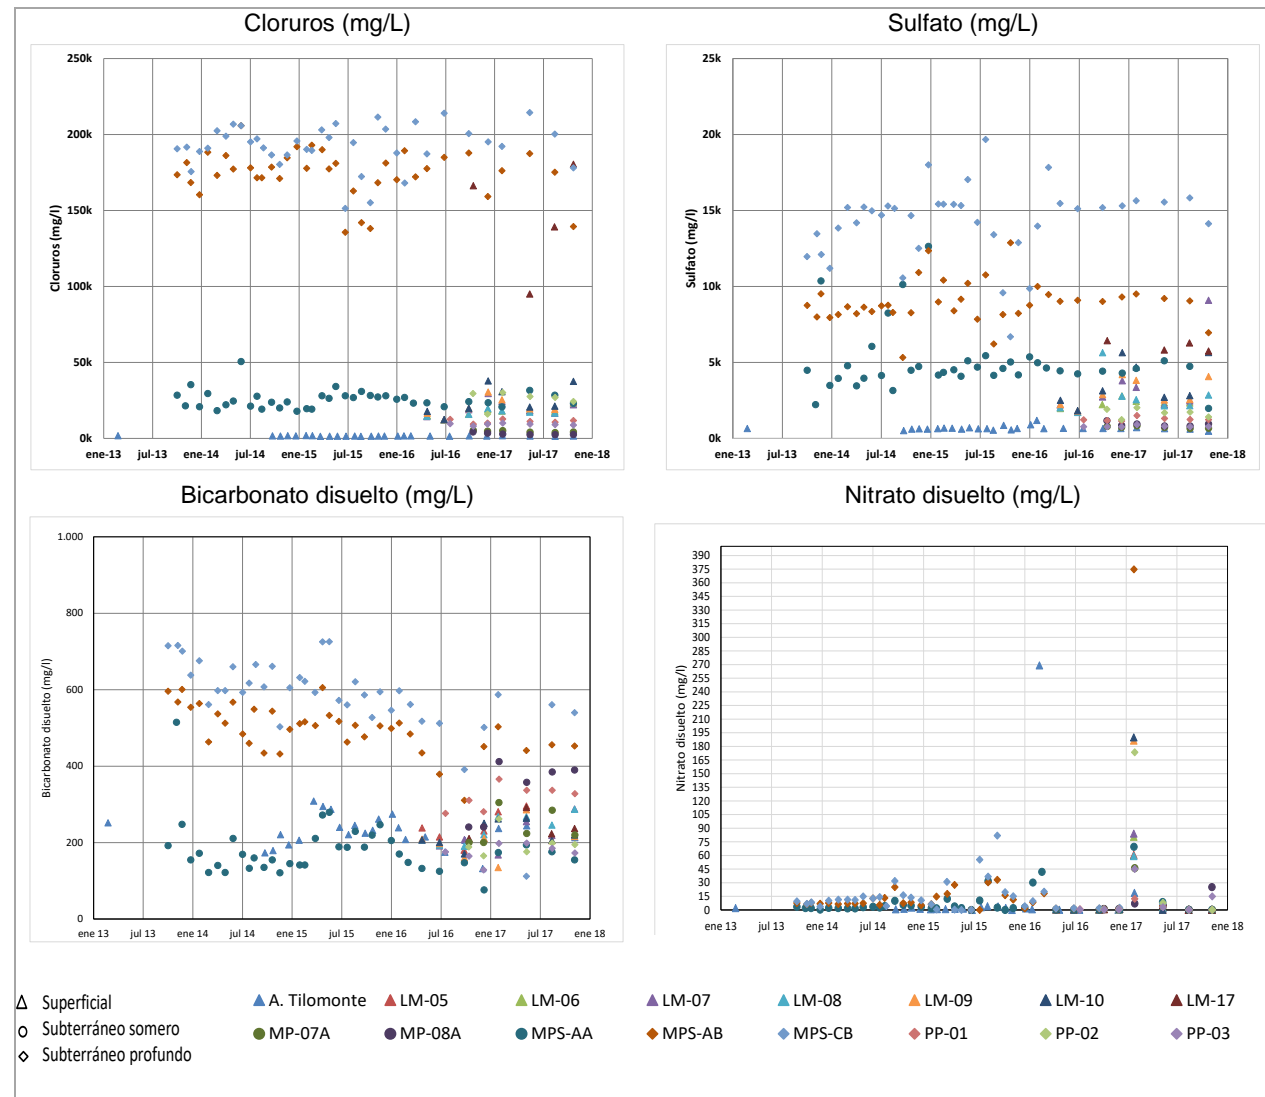 Cloruros (mg/L)
Sulfato (mg/L)
250k
200k
150k
100k
50k
0k
Cloruros (mg/l)
ene-13 jul-13 ene-14 jul-14 ene-15 jul-15 ene-16 jul-16 ene-17 jul-17 ene-18
25k
20k
15k
10k
5k
0k
Sulfato (mg/l)
ene-13 jul-13 ene-14 jul-14 ene-15 jul-15 ene-16 jul-16 ene-17 jul-17 ene-18
Bicarbonato disuelto (mg/L)
Nitrato disuelto (mg/L)
1.000
800
600
400
200
0
Bicarbonato disuelto (mg/l)
ene 13 jul 13 ene 14 jul 14 ene 15 jul 15 ene 16 jul 16 ene 17 jul 17 ene 18
390
375
360
345
330
315
300
285
270
255
240
225
210
195
180
165
150
135
120
105
90
75
60
45
30
15
0
Nitrato disuelto (mg/l)
ene 13 jul 13 ene 14 jul 14 ene 15 jul 15 ene 16 jul 16 ene 17 jul 17 ene 18
Superficial
Subterráneo somero
Subterráneo profundo
A. Tilomonte LM-05 LM-06 LM-07 LM-08 LM-09 LM-10 LM-17
MP-07A MP-08A MPS-AA MPS-AB MPS-CB PP-01 PP-02 PP-03